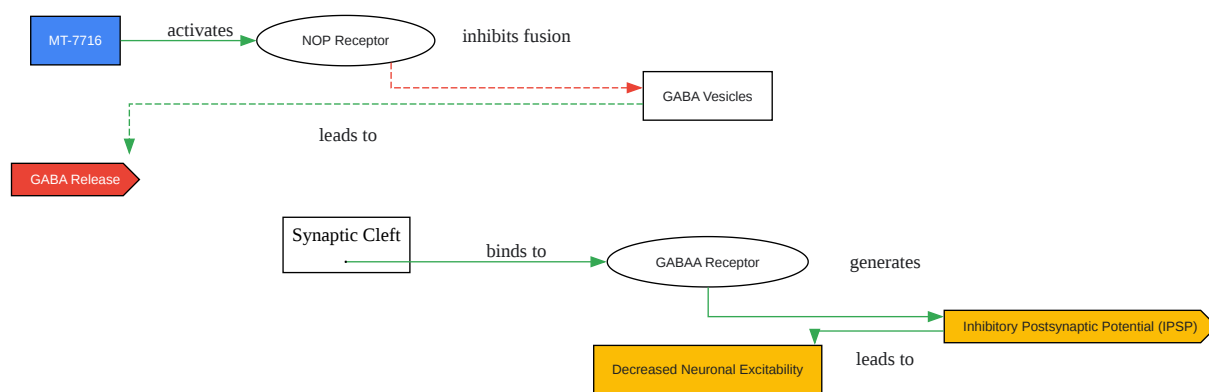 MT-7716
activates
NOP Receptor
inhibits fusion
GABA Vesicles
leads to
GABA Release
Synaptic Cleft
binds to
GABAA Receptor
generates
Inhibitory Postsynaptic Potential (IPSP)
leads to
Decreased Neuronal Excitability